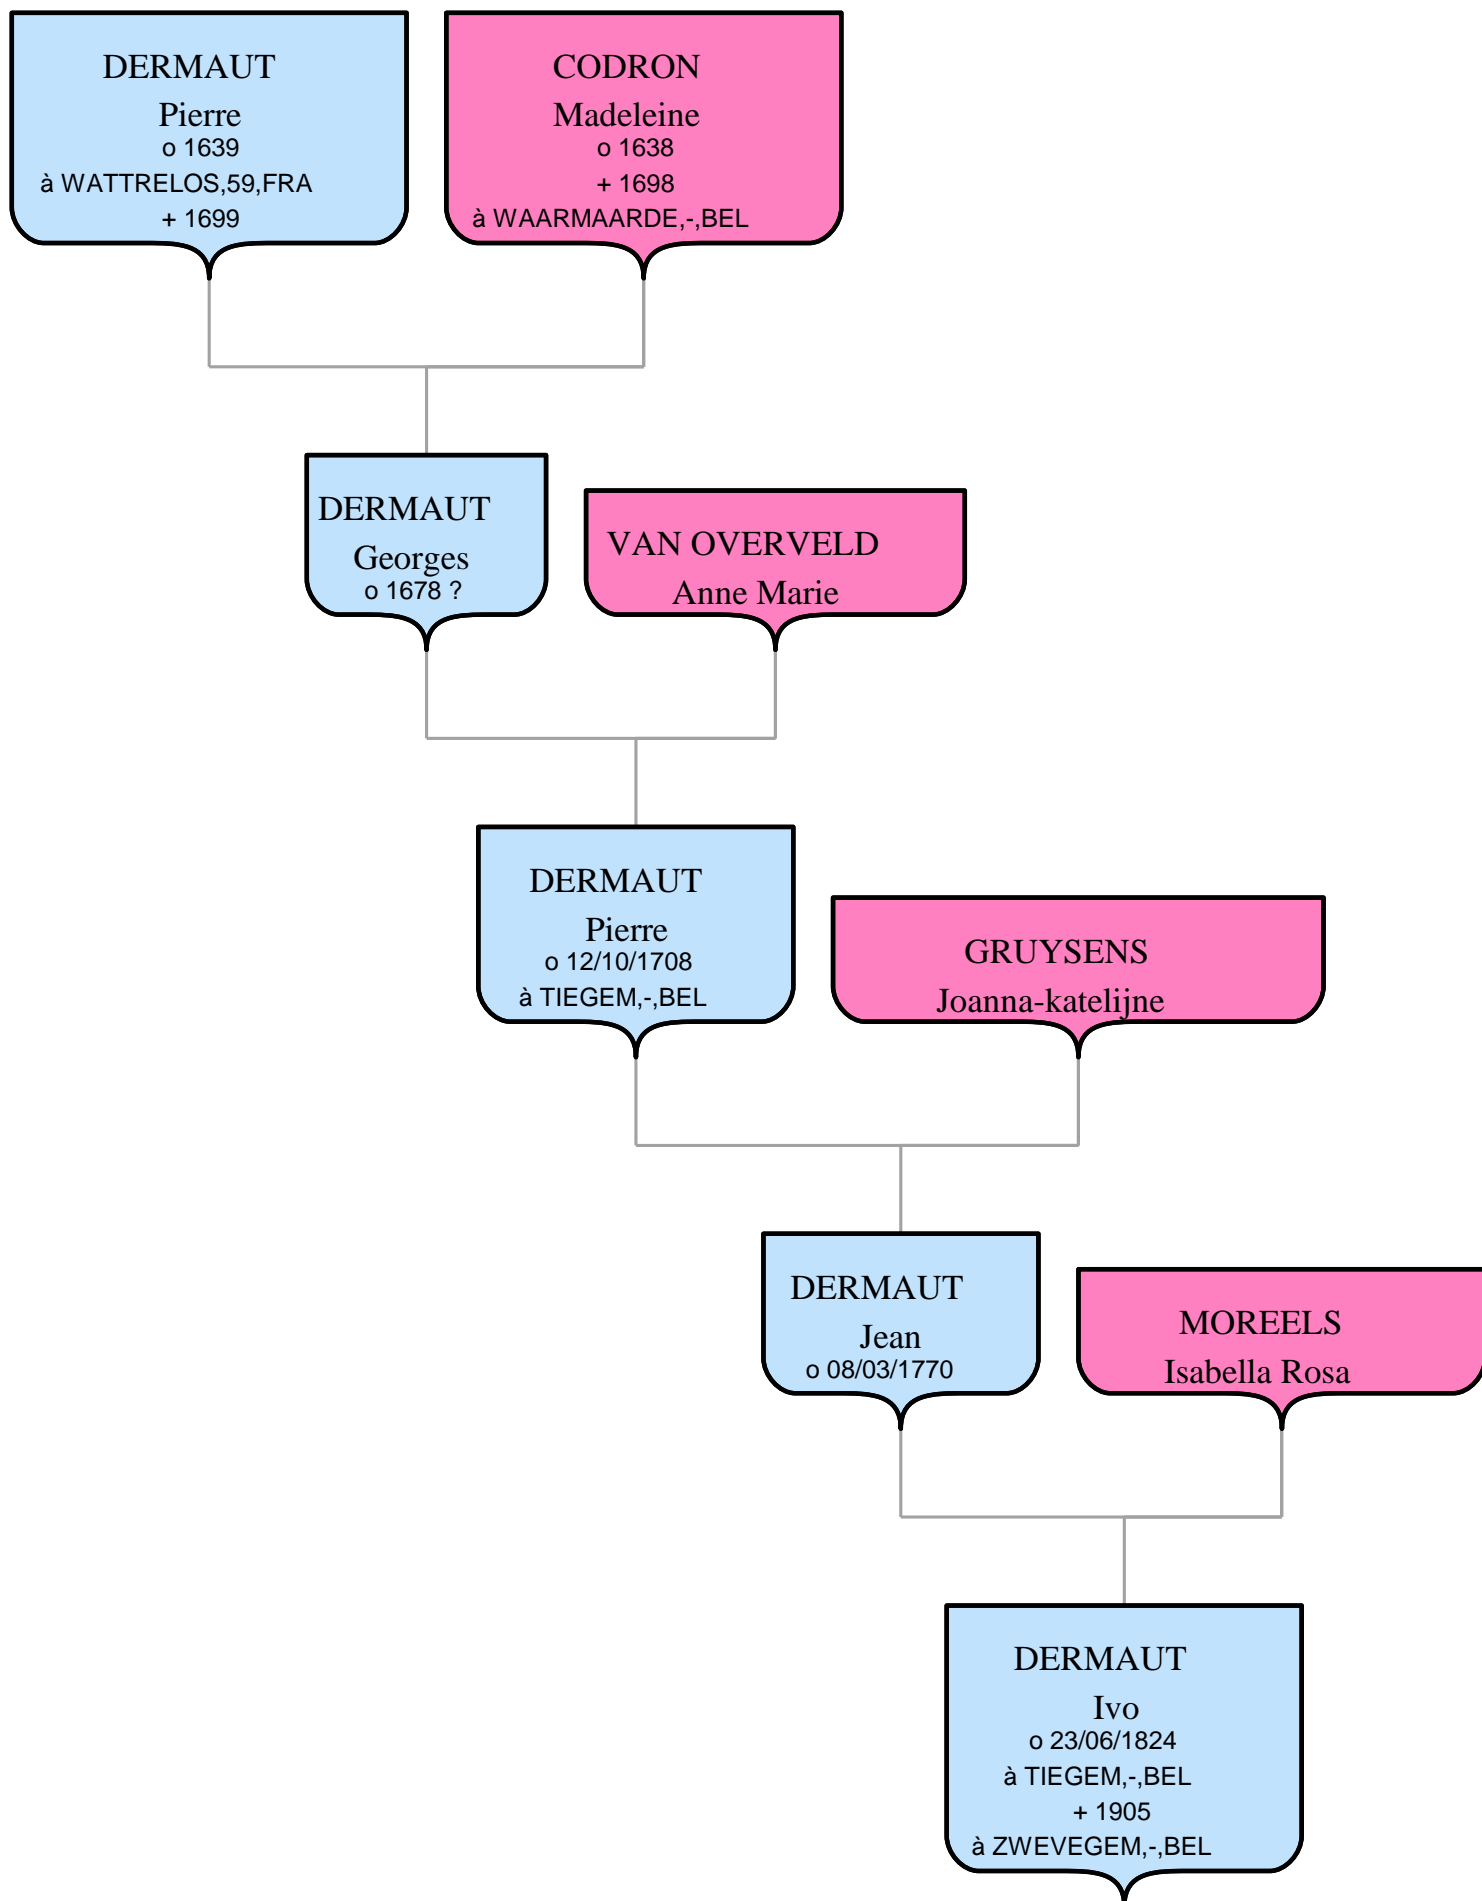 DERMAUT
Pierre
o 1639
à WATTRELOS,59,FRA
+ 1699
CODRON
Madeleine
o 1638
+ 1698
à WAARMAARDE,-,BEL
DERMAUT
Georges
o 1678 ?
VAN OVERVELD
Anne Marie
DERMAUT
Pierre
o 12/10/1708
à TIEGEM,-,BEL
GRUYSENS
Joanna-katelijne
DERMAUT
Jean
o 08/03/1770
MOREELS
Isabella Rosa
DERMAUT
Ivo
o 23/06/1824
à TIEGEM,-,BEL
+ 1905
à ZWEVEGEM,-,BEL